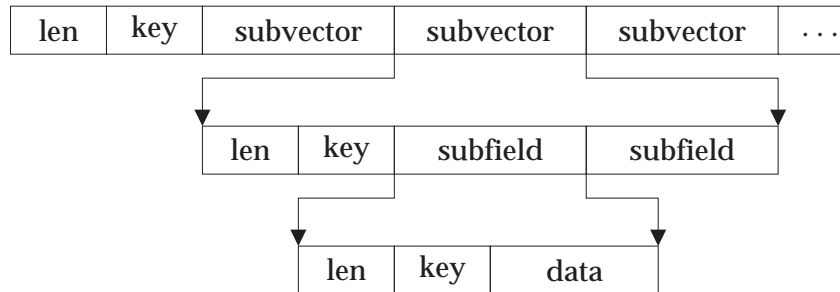 len key subvector subvector subvector ...
len key subfield subfield
len key data